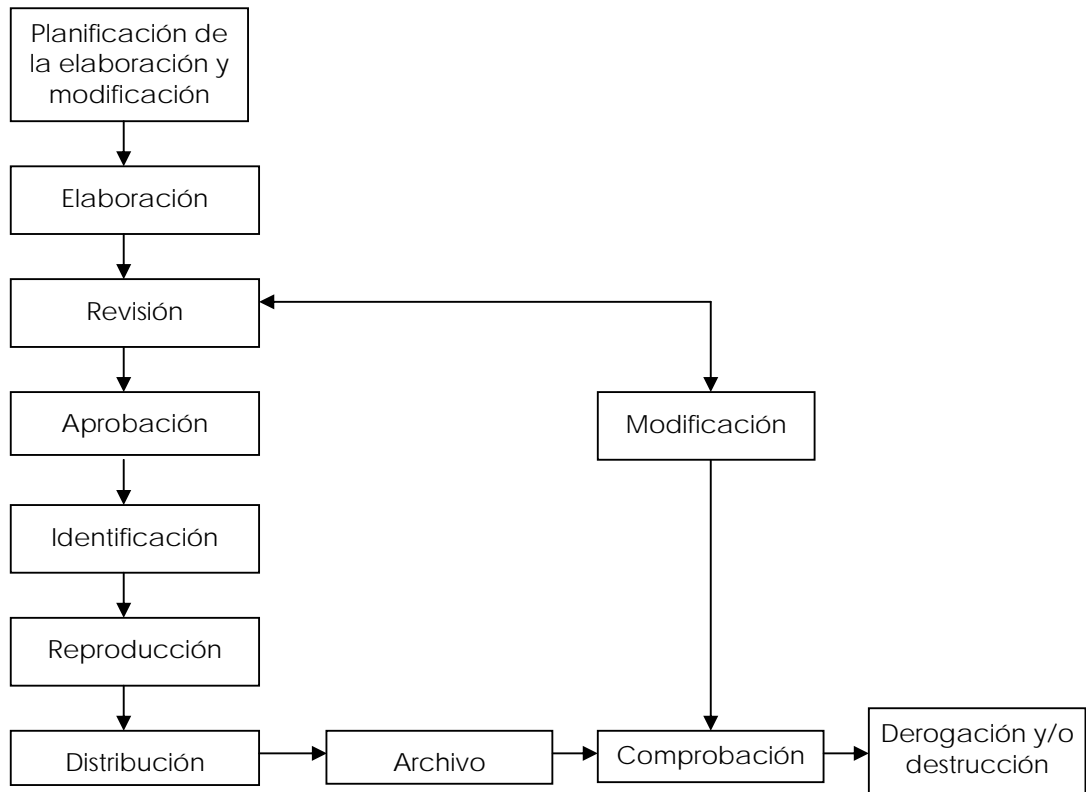 Planificación de
la elaboración y
modificación
Elaboración
Revisión
Aprobación
Modificación
Identificación
Reproducción
Distribución
Archivo
Comprobación
Derogación y/o
destrucción